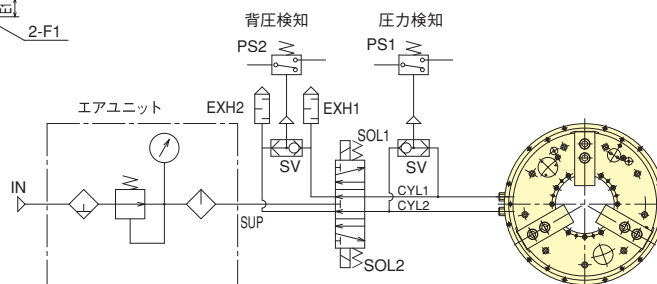 2-F1
背圧検知
圧力検知
PS2
PS1
エアユニット
EXH2
EXH1
SOL1
SV
SV
IN
CYL1
CYL2
SUP
SOL2